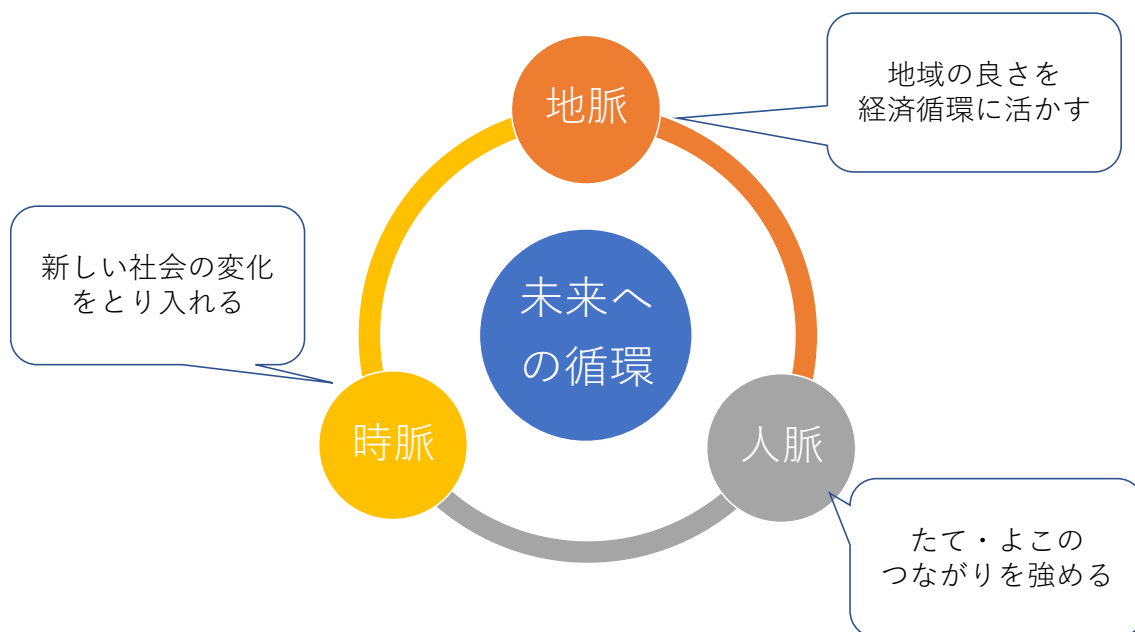 地脈
地域の良さを
経済循環に活かす
新しい社会の変化
をとり入れる
未来へ
の循環
時脈
人脈
たて・よこの
つながりを強める